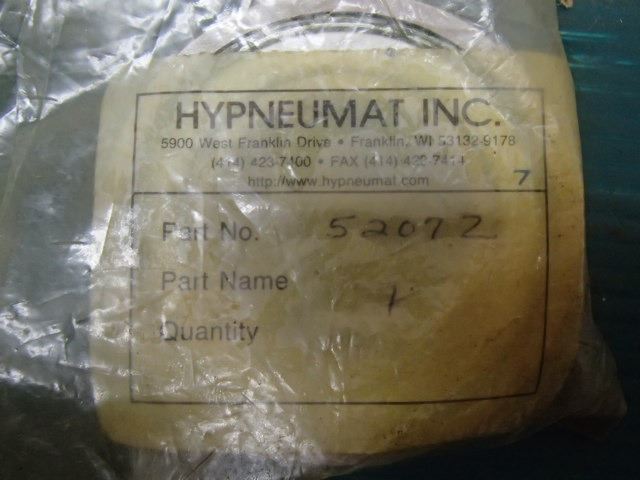 HYPNEUMAT INC.
5900 West Franklin Drive • Franklin, WI 53132-9178
(414) 423-7400 • FAX (414) 423-7414
http://www.hypneumat.com
7
Part No. 52072
Part Name
1
Quantity